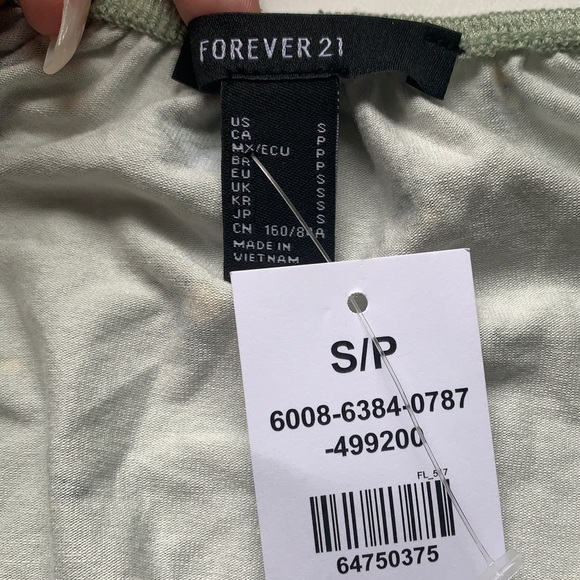 FOREVER 21
US S
CA P
MX/ECU P
BR P
EU S
UK S
KR S
JP S
CN 160/84A
MADE IN
VIETNAM
S/P
6008-6384-0787
-499200
64750375